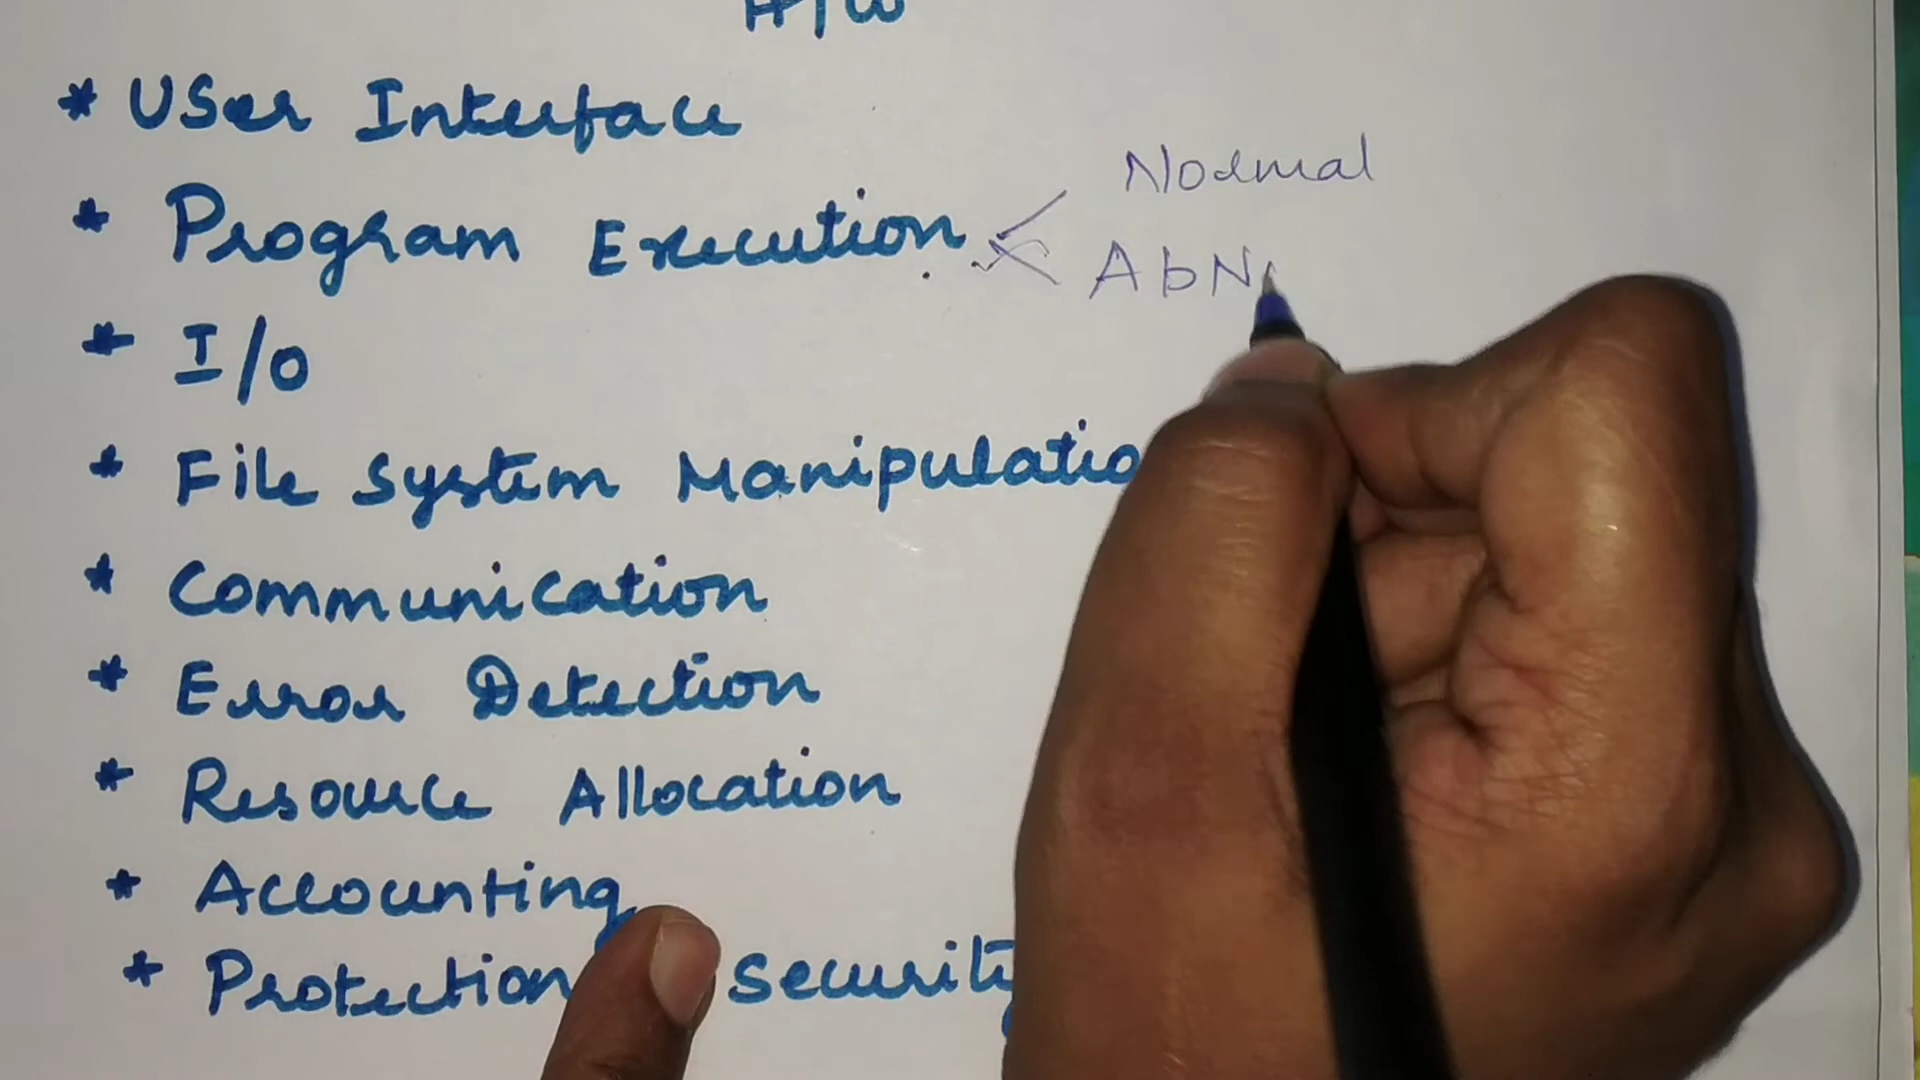 H/W
* User Interface
* Program Execution < Normal
AbN
* I/O
* File System Manipulatio
* Communication
* Error Detection
* Resource Allocation
* Accounting
* Protection Security